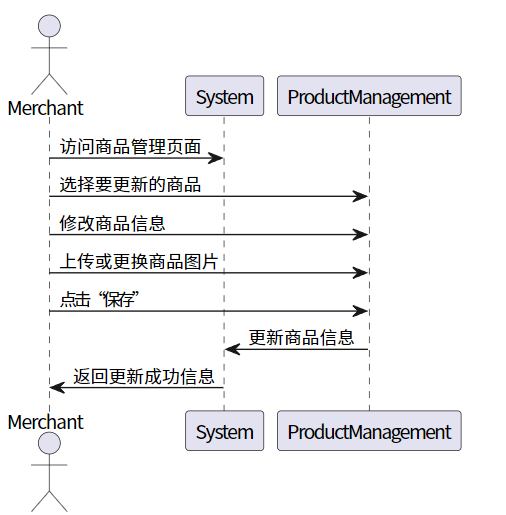 Merchant
System
ProductManagement
访问商品管理页面
选择要更新的商品
修改商品信息
上传或更换商品图片
点击“保存”
更新商品信息
返回更新成功信息
Merchant
System
ProductManagement